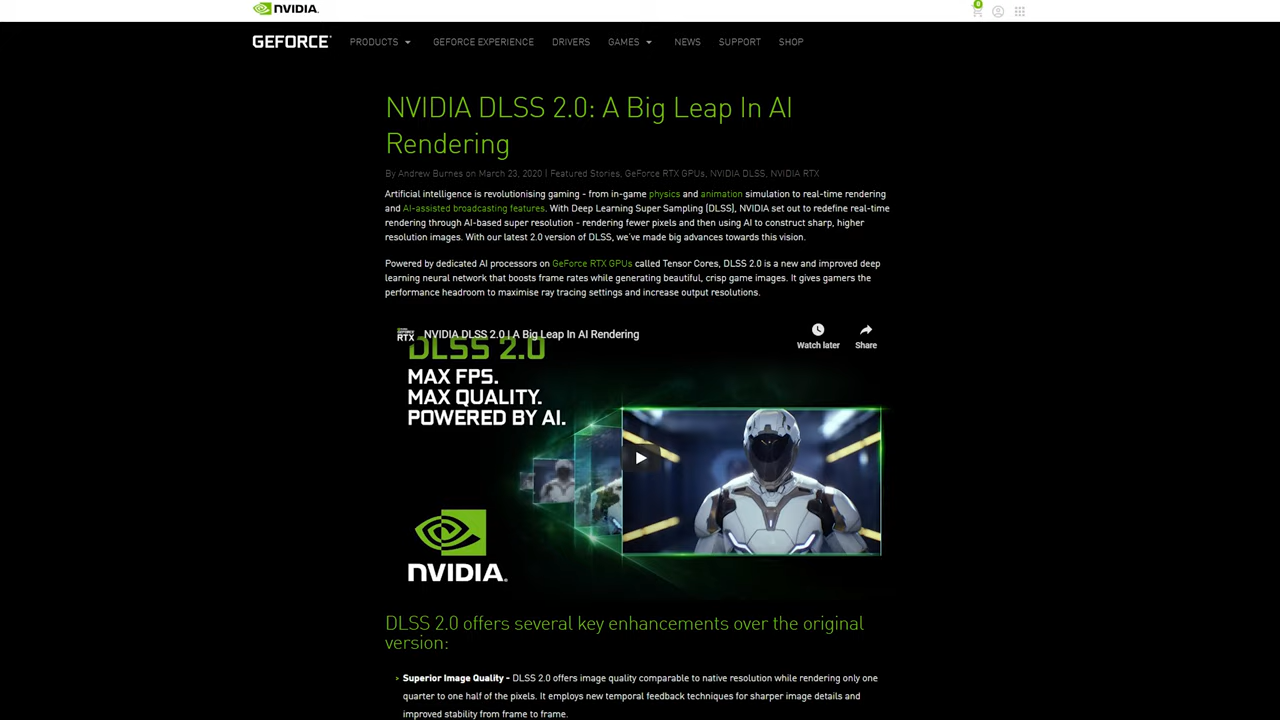 NVIDIA.
0
GEFORCE
PRODUCTS GEFORCE EXPERIENCE DRIVERS GAMES NEWS SUPPORT SHOP
NVIDIA DLSS 2.0: A Big Leap In AI
Rendering
By Andrew Burnes on March 23, 2020 | Featured Stories, GeForce RTX GPUs, NVIDIA DLSS, NVIDIA RTX
Artificial intelligence is revolutionising gaming - from in-game physics and animation simulation to real-time rendering
and AI-assisted broadcasting features. With Deep Learning Super Sampling (DLSS), NVIDIA set out to redefine real-time
rendering through AI-based super resolution - rendering fewer pixels and then using AI to construct sharp, higher
resolution images. With our latest 2.0 version of DLSS, we've made big advances towards this vision.
Powered by dedicated AI processors on GeForce RTX GPUs called Tensor Cores, DLSS 2.0 is a new and improved deep
learning neural network that boosts frame rates while generating beautiful, crisp game images. It gives gamers the
performance headroom to maximise ray tracing settings and increase output resolutions.
RTX NVIDIA DLSS 2.0 | A Big Leap In AI Rendering
Watch later Share
DLSS 2.0
MAX FPS.
MAX QUALITY.
POWERED BY AI.
NVIDIA.
DLSS 2.0 offers several key enhancements over the original
version:
› Superior Image Quality - DLSS 2.0 offers image quality comparable to native resolution while rendering only one
quarter to one half of the pixels. It employs new temporal feedback techniques for sharper image details and
improved stability from frame to frame.